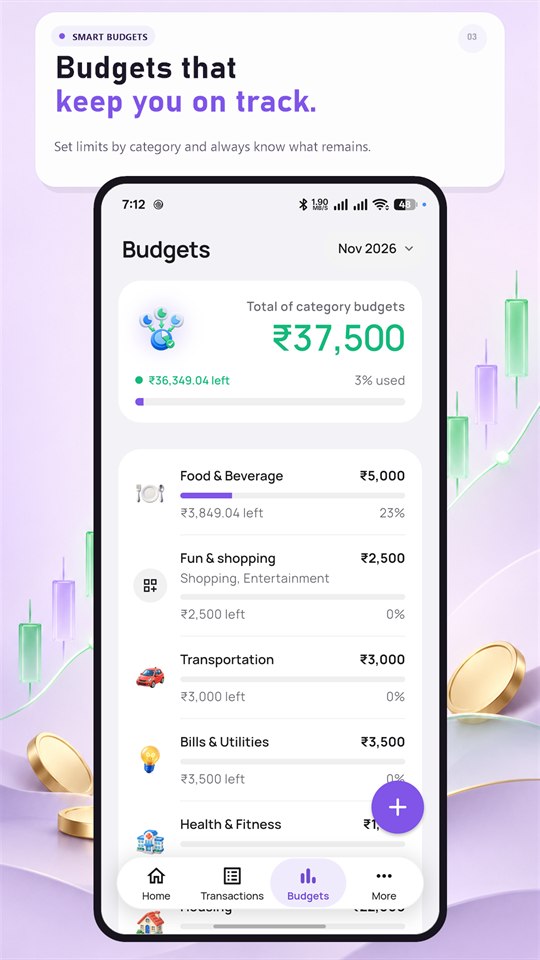 SMART BUDGETS
03
Budgets that
keep you on track.
Set limits by category and always know what remains.
7:12
1.90
MB/S
48
Budgets
Nov 2026
Total of category budgets
₹37,500
₹36,349.04 left
3% used
Food & Beverage
₹5,000
₹3,849.04 left
23%
Fun & shopping
₹2,500
Shopping, Entertainment
₹2,500 left
0%
Transportation
₹3,000
₹3,000 left
0%
Bills & Utilities
₹3,500
₹3,500 left
0%
Health & Fitness
Home
Transactions
Budgets
More